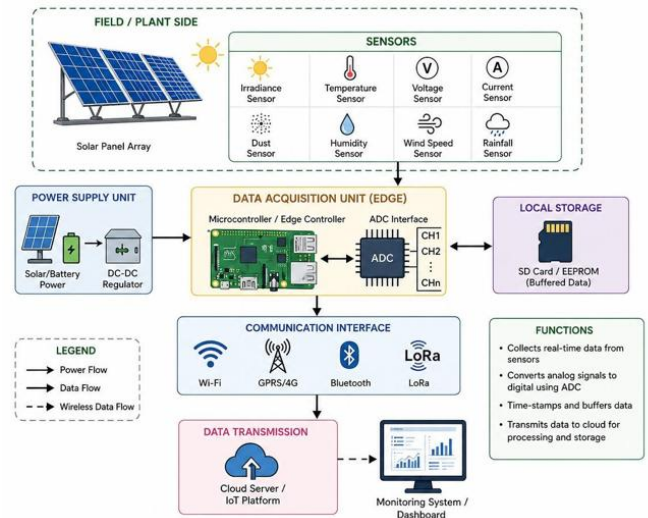 FIELD / PLANT SIDE
Solar Panel Array
SENSORS
Irradiance
Sensor
Temperature
Sensor
V
Voltage
Sensor
A
Current
Sensor
Dust
Sensor
Humidity
Sensor
Wind Speed
Sensor
Rainfall
Sensor
POWER SUPPLY UNIT
Solar/Battery
Power
DC-DC
Regulator
DATA ACQUISITION UNIT (EDGE)
Microcontroller / Edge Controller
ADC Interface
ADC
CH1
CH2
⋮
CHn
LOCAL STORAGE
SD Card / EEPROM
(Buffered Data)
COMMUNICATION INTERFACE
Wi-Fi
GPRS/4G
Bluetooth
LoRa
LoRa
LEGEND
Power Flow
Data Flow
Wireless Data Flow
FUNCTIONS
• Collects real-time data from
sensors
• Converts analog signals to
digital using ADC
• Time-stamps and buffers data
• Transmits data to cloud for
processing and storage
DATA TRANSMISSION
Cloud Server /
IoT Platform
Monitoring System /
Dashboard